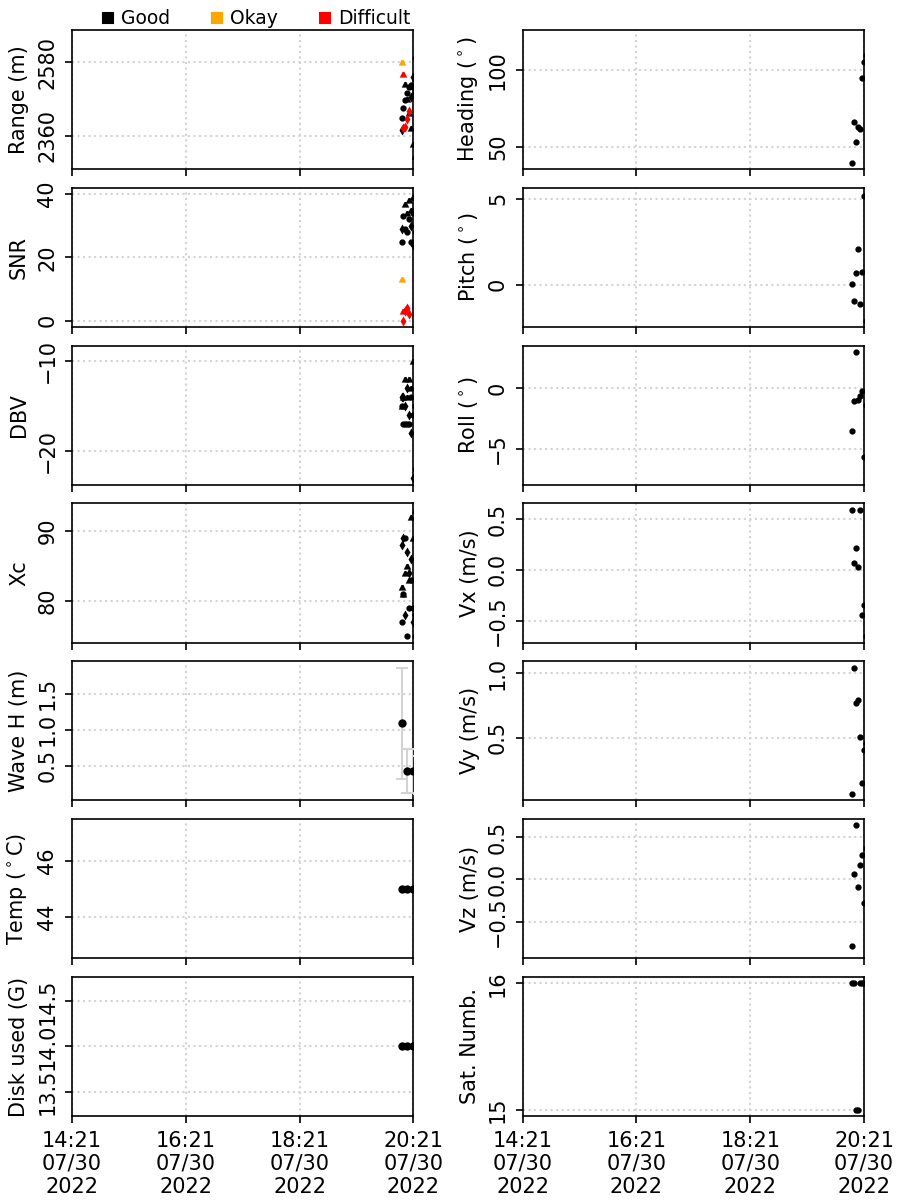 Good Okay Difficult
Range (m)
2580
2360
Heading (°)
100
50
SNR
40
20
0
Pitch (°)
5
0
DBV
−10
−20
Roll (°)
0
−5
Xc
90
80
Vx (m/s)
0.5
0.0
−0.5
Wave H (m)
1.5
1.0
0.5
Vy (m/s)
1.0
0.5
Temp (°C)
46
44
Vz (m/s)
0.5
0.0
−0.5
Disk used (G)
14.5
14.0
13.5
Sat. Numb.
16
15
14:21 16:21 18:21 20:21 14:21 16:21 18:21 20:21
07/30 07/30 07/30 07/30 07/30 07/30 07/30 07/30
2022 2022 2022 2022 2022 2022 2022 2022